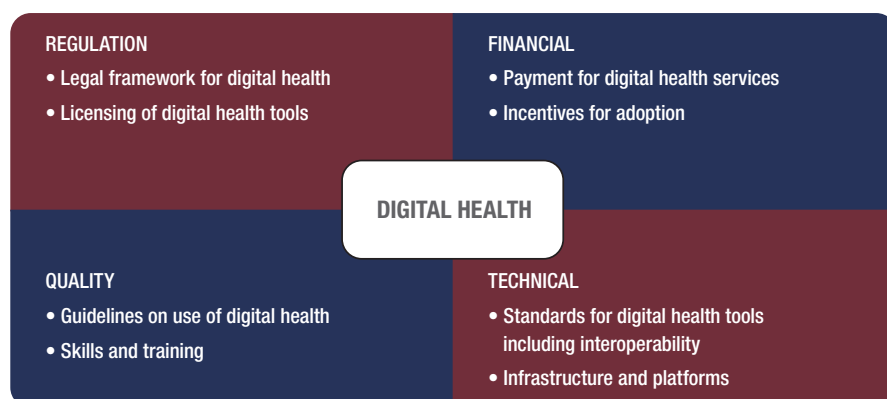 REGULATION
• Legal framework for digital health
• Licensing of digital health tools
FINANCIAL
• Payment for digital health services
• Incentives for adoption
DIGITAL HEALTH
QUALITY
• Guidelines on use of digital health
• Skills and training
TECHNICAL
• Standards for digital health tools
including interoperability
• Infrastructure and platforms